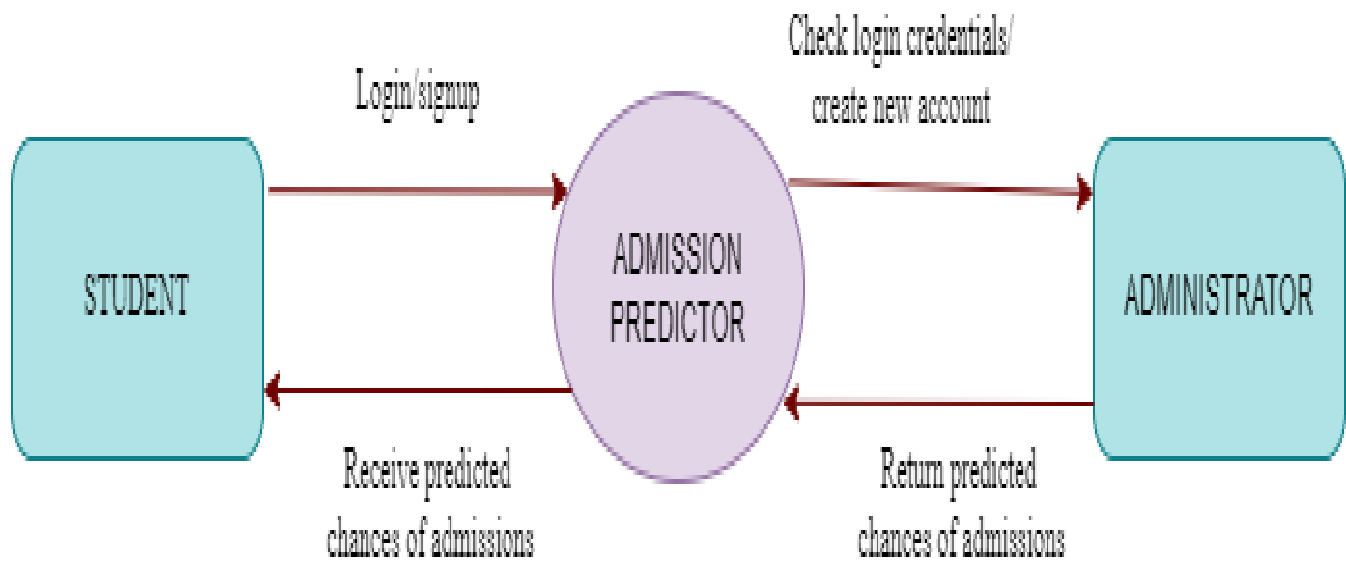 Check login credentials/
create new account
Login/signup
STUDENT
ADMISSION
PREDICTOR
ADMINISTRATOR
Receive predicted
chances of admissions
Return predicted
chances of admissions